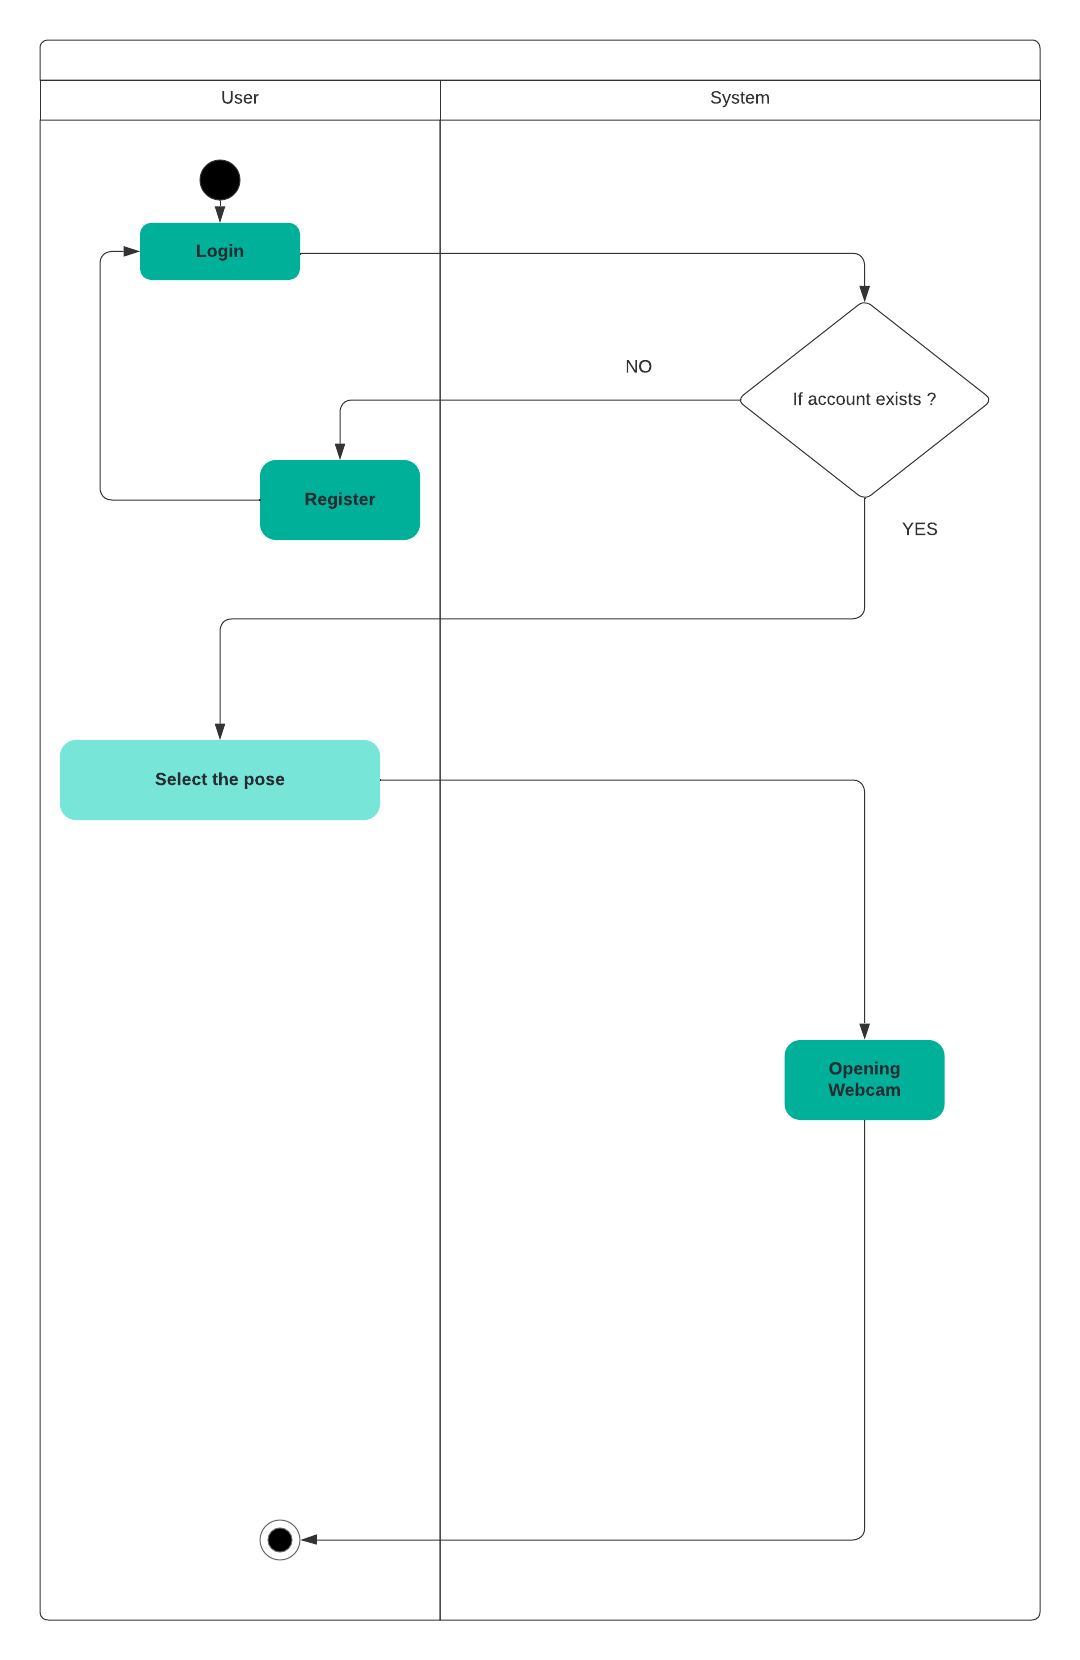 User
System
Login
NO
If account exists ?
Register
YES
Select the pose
Opening
Webcam